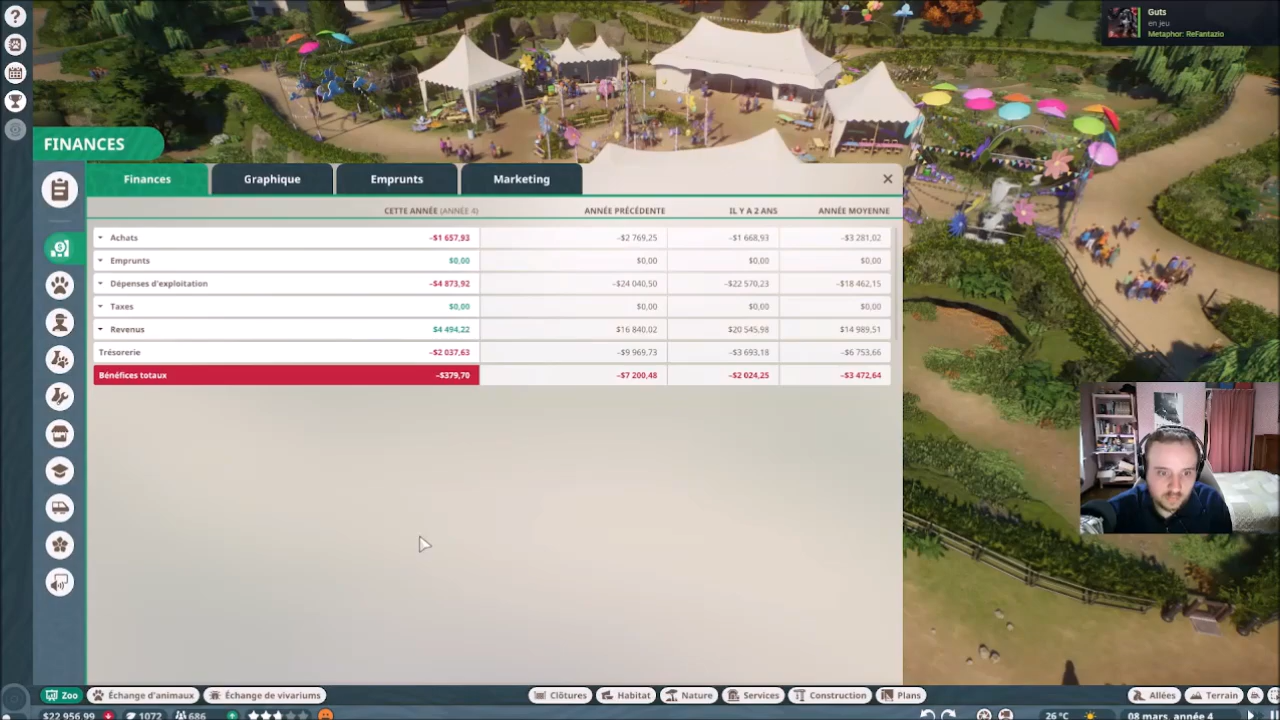 Guts
en jeu
Metaphor: ReFantazio
FINANCES
Finances Graphique Emprunts Marketing
CETTE ANNÉE (ANNÉE 4) ANNÉE PRÉCÉDENTE IL Y A 2 ANS ANNÉE MOYENNE
Achats -$1 657,93 -$2 769,25 -$1 668,93 -$3 281,02
Emprunts $0,00 $0,00 $0,00 $0,00
Dépenses d'exploitation -$4 873,92 -$24 040,50 -$22 570,23 -$18 462,15
Taxes $0,00 $0,00 $0,00 $0,00
Revenus $4 494,22 $16 840,02 $20 545,98 $14 989,51
Trésorerie -$2 037,63 -$9 969,73 -$3 693,18 -$6 753,66
Bénéfices totaux -$379,70 -$7 200,48 -$2 024,25 -$3 472,64
Zoo Échange d'animaux Échange de vivariums Clôtures Habitat Nature Services Construction Plans Allées Terrain
$22 956,99 1072 686 26 °C 08 mars, année 4